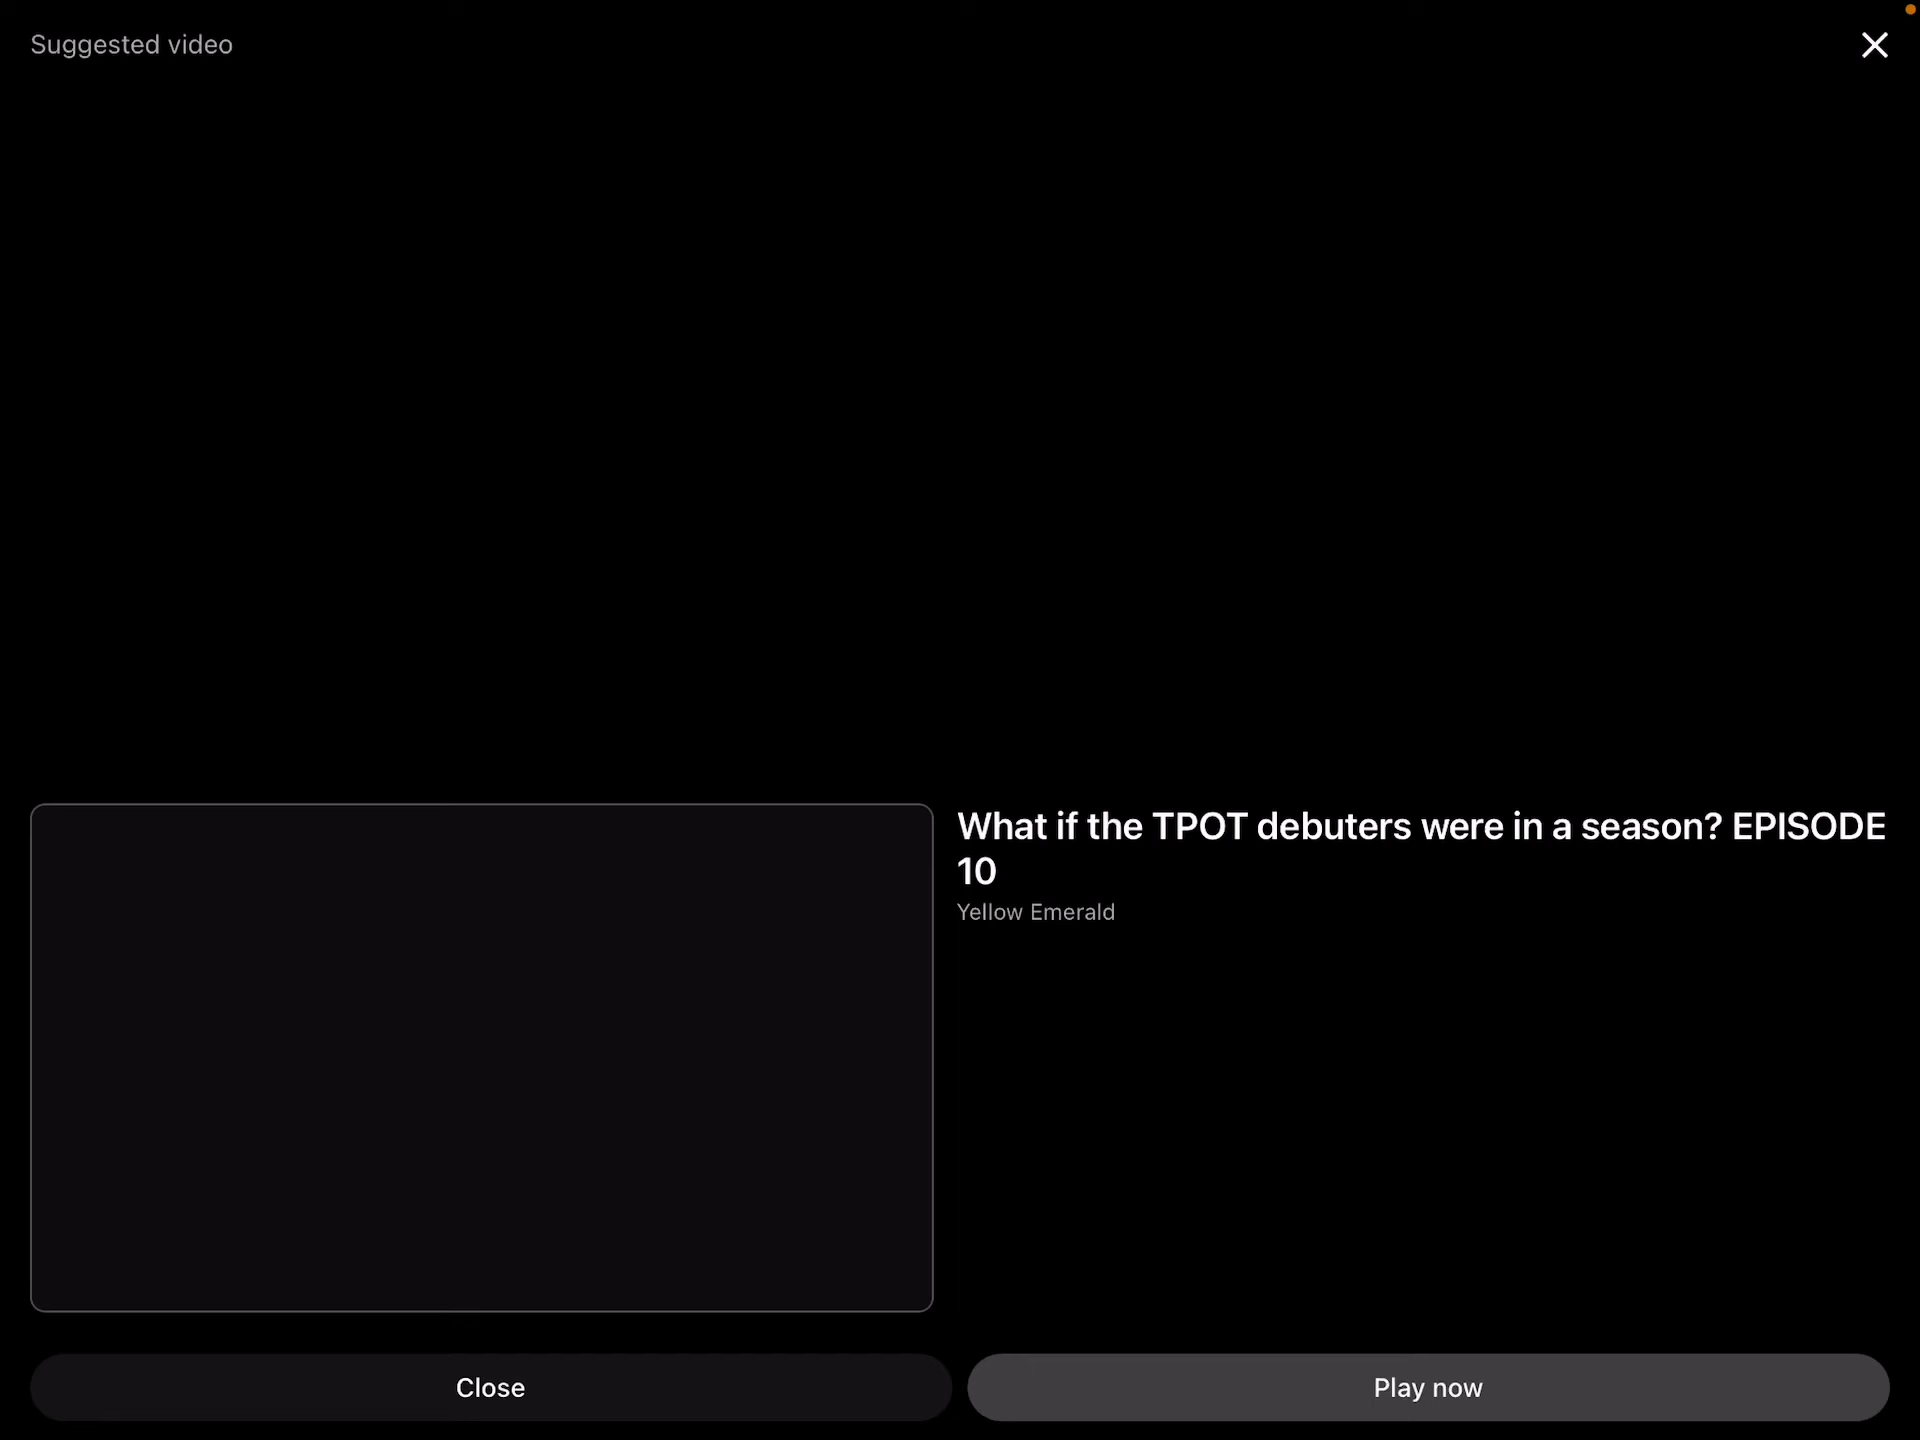 Suggested video
What if the TPOT debuters were in a season? EPISODE
10
Yellow Emerald
Close
Play now